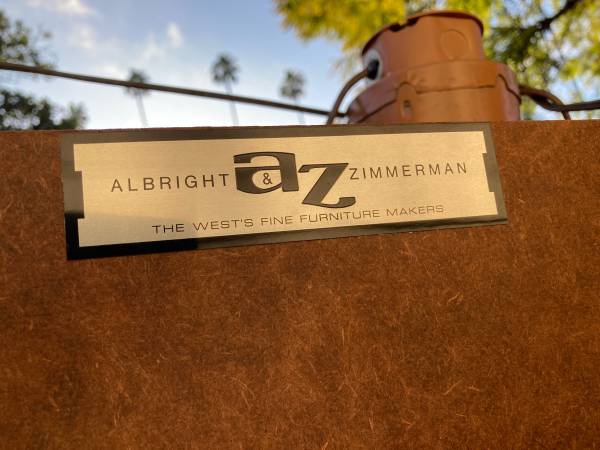 ALBRIGHT a&z ZIMMERMAN
THE WEST'S FINE FURNITURE MAKERS